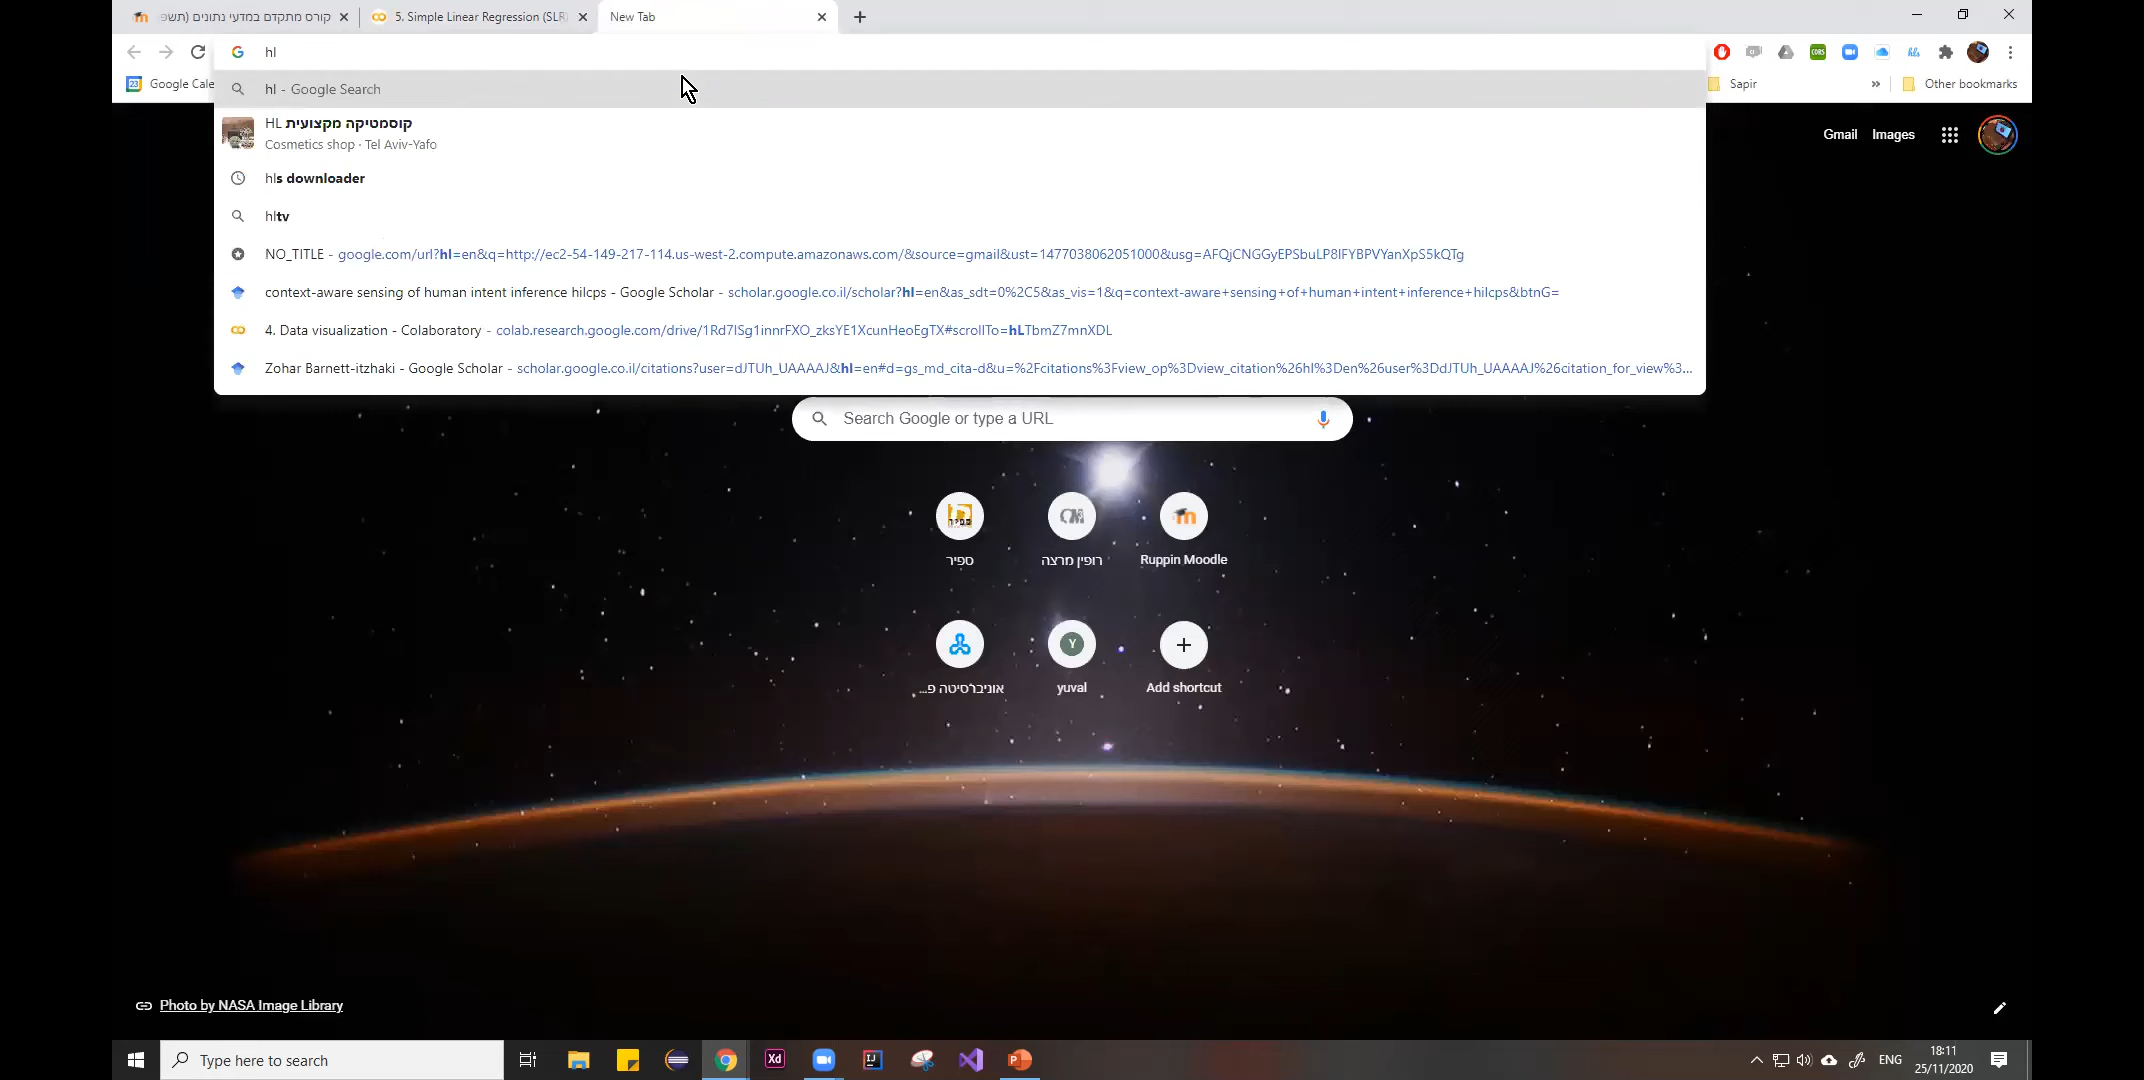 קורס מתקדם במדעי נתונים (תשפ
5. Simple Linear Regression (SLR)
New Tab
hl
Google Cale
Sapir
»
Other bookmarks
hl - Google Search
HL קוסמטיקה מקצועית
Cosmetics shop · Tel Aviv-Yafo
hls downloader
hltv
NO_TITLE - google.com/url?hl=en&q=http://ec2-54-149-217-114.us-west-2.compute.amazonaws.com/&source=gmail&ust=1477038062051000&usg=AFQjCNGGyEPSbuLP8lFYBPVYanXpS5kQTg
context-aware sensing of human intent inference hilcps - Google Scholar - scholar.google.co.il/scholar?hl=en&as_sdt=0%2C5&as_vis=1&q=context-aware+sensing+of+human+intent+inference+hilcps&btnG=
4. Data visualization - Colaboratory - colab.research.google.com/drive/1Rd7ISg1innrFXO_zksYE1XcunHeoEgTX#scrollTo=hLTbmZ7mnXDL
Zohar Barnett-itzhaki - Google Scholar - scholar.google.co.il/citations?user=dJTUh_UAAAAJ&hl=en#d=gs_md_cita-d&u=%2Fcitations%3Fview_op%3Dview_citation%26hl%3Den%26user%3DdJTUh_UAAAAJ%26citation_for_view%3...
Gmail
Images
Search Google or type a URL
ספיר
רופין מרצה
Ruppin Moodle
אוניברסיטה פ...
yuval
Add shortcut
Photo by NASA Image Library
Type here to search
ENG
18:11
25/11/2020